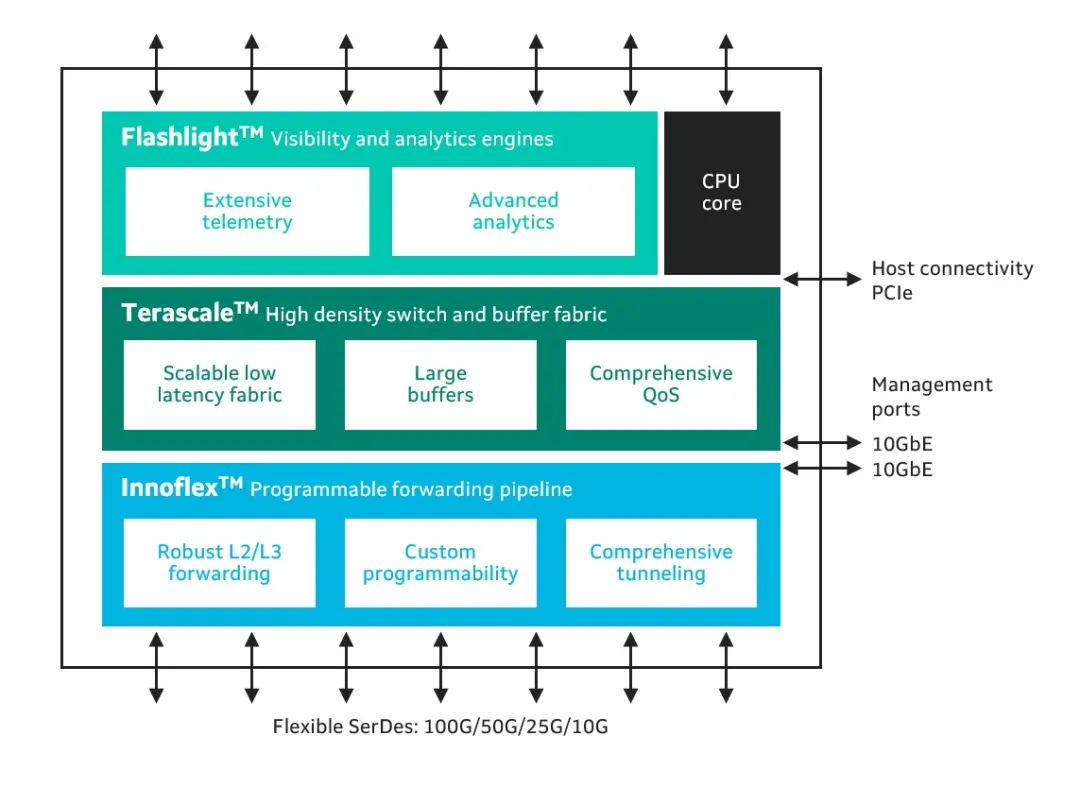 Flashlight™ Visibility and analytics engines
Extensive
telemetry
Advanced
analytics
CPU
core
Host connectivity
PCIe
Terascale™ High density switch and buffer fabric
Scalable low
latency fabric
Large
buffers
Comprehensive
QoS
Management
ports
10GbE
10GbE
Innoflex™ Programmable forwarding pipeline
Robust L2/L3
forwarding
Custom
programmability
Comprehensive
tunneling
Flexible SerDes: 100G/50G/25G/10G